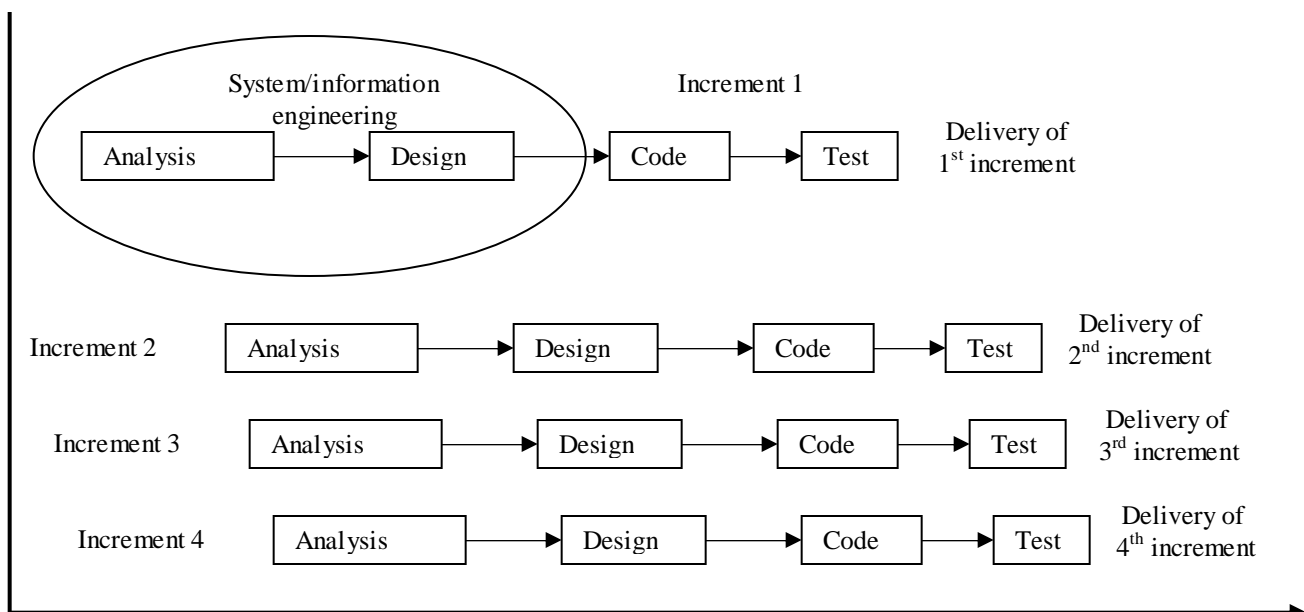 System/information
engineering
Increment 1
Analysis
Design
Code
Test
Delivery of
1st increment
Increment 2
Analysis
Design
Code
Test
Delivery of
2nd increment
Increment 3
Analysis
Design
Code
Test
Delivery of
3rd increment
Increment 4
Analysis
Design
Code
Test
Delivery of
4th increment